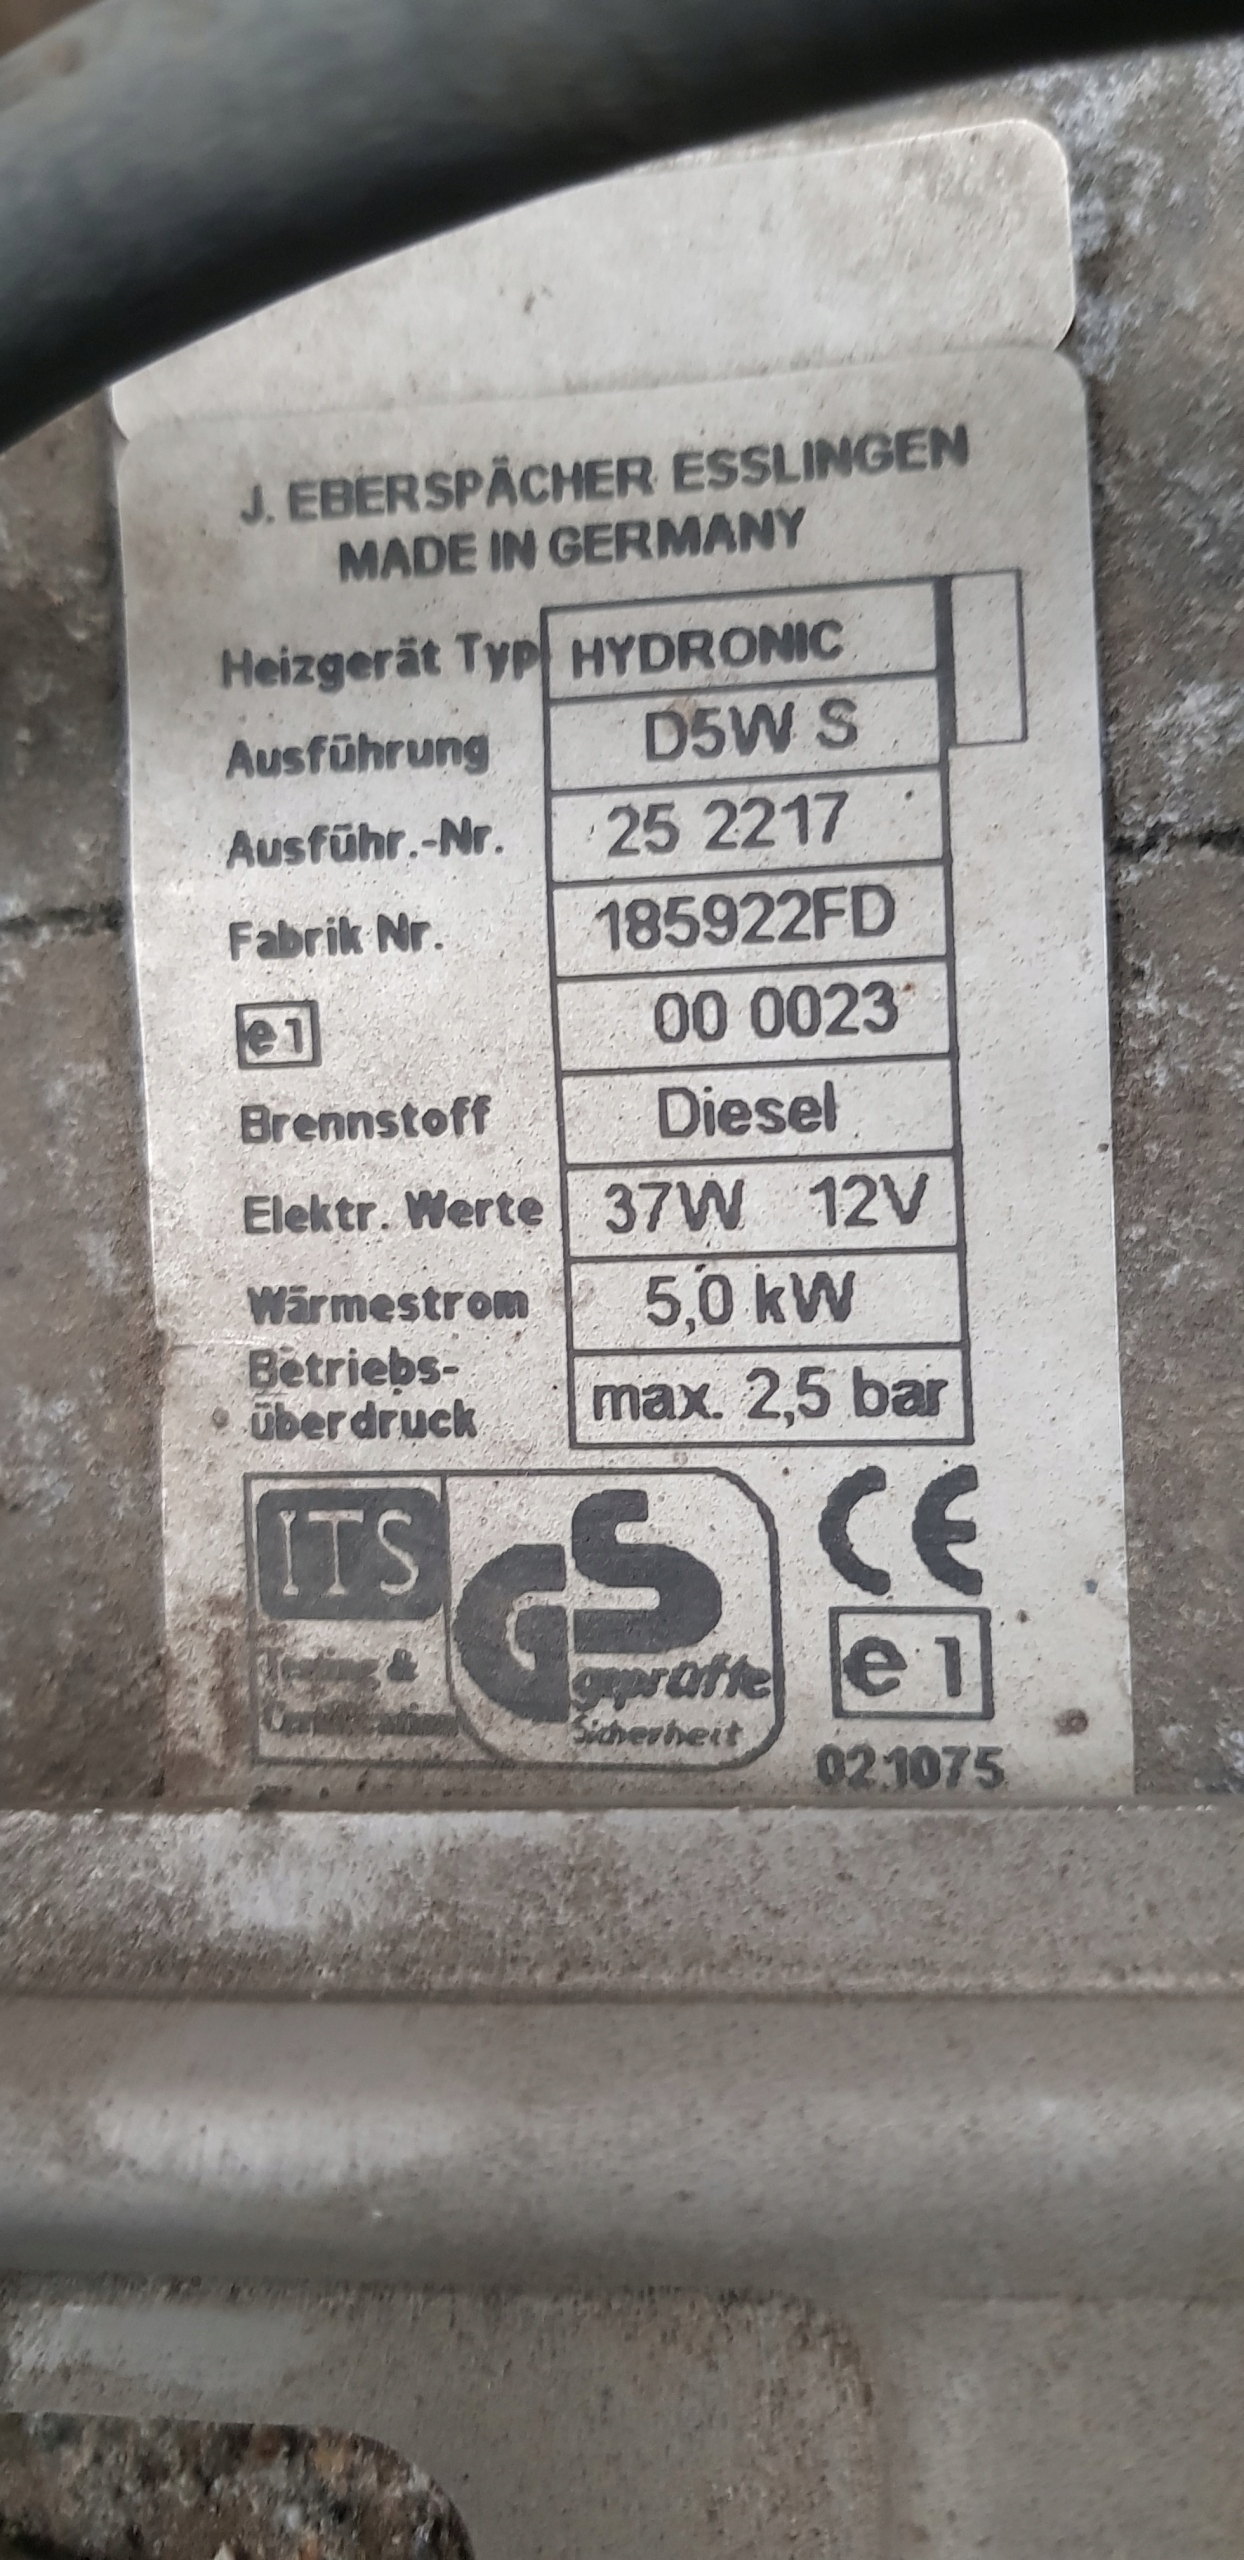 J. EBERSPÄCHER ESSLINGEN
MADE IN GERMANY
Heizgerät Typ HYDRONIC
Ausführung D5W S
Ausführ.-Nr. 25 2217
Fabrik Nr. 185922FD
e1 00 0023
Brennstoff Diesel
Elektr. Werte 37W 12V
Wärmestrom 5,0 kW
Betriebs-
überdruck max. 2,5 bar
ITS GS CE
Testing & geprüfte e1
Certification Sicherheit
021075